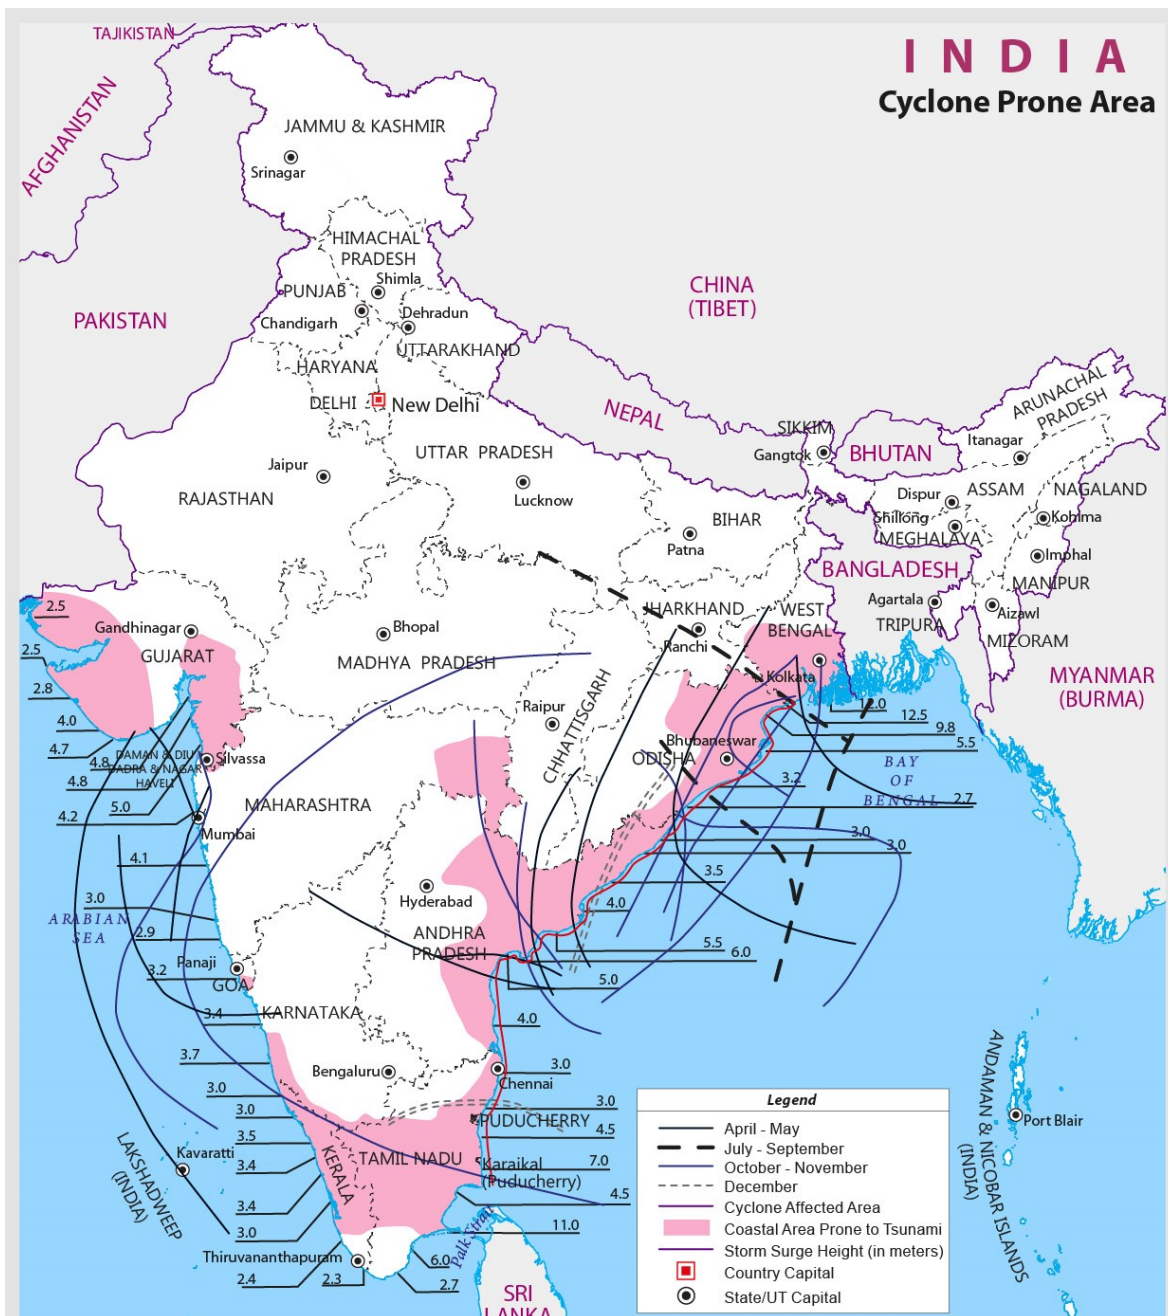 TAJIKISTAN
INDIA
Cyclone Prone Area
AFGHANISTAN
JAMMU & KASHMIR
Srinagar
HIMACHAL
PRADESH
Shimla
PUNJAB
Chandigarh
Dehradun
CHINA
(TIBET)
PAKISTAN
UTTARAKHAND
HARYANA
DELHI
New Delhi
NEPAL
ARUNACHAL
PRADESH
SIKKIM
Gangtok
BHUTAN
Itanagar
UTTAR PRADESH
Jaipur
RAJASTHAN
Lucknow
Dispur
ASSAM
NAGALAND
Shillong
Kohima
MEGHALAYA
BIHAR
Patna
Imphal
MANIPUR
BANGLADESH
Agartala
TRIPURA
Aizawl
MIZORAM
MYANMAR
(BURMA)
2.5
Gandhinagar
GUJARAT
Bhopal
MADHYA PRADESH
JHARKHAND
Ranchi
WEST
BENGAL
Kolkata
2.5
2.8
4.0
4.7
4.8
4.8
5.0
4.2
DAMAN & DIU
DADRA & NAGAR
HAVELI
Silvassa
Raipur
CHHATTISGARH
Bhubaneswar
ODISHA
12.0
12.5
9.8
5.5
BAY
OF
BENGAL
3.2
2.7
3.0
3.0
3.5
4.0
5.5
6.0
5.0
4.0
MAHARASHTRA
Mumbai
4.1
3.0
ARABIAN
SEA
2.9
3.2
Hyderabad
ANDHRA
PRADESH
Panaji
GOA
KARNATAKA
3.4
3.7
3.0
3.0
3.5
3.4
3.4
3.0
2.4
2.3
Bengaluru
Chennai
3.0
3.0
PUDUCHERRY
4.5
7.0
Karaikal
(Puducherry)
4.5
11.0
6.0
2.7
TAMIL NADU
KERALA
Palk Strait
Kavaratti
LAKSHADWEEP
(INDIA)
Thiruvananthapuram
SRI
LANKA
ANDAMAN & NICOBAR ISLANDS
(INDIA)
Port Blair
Legend
April - May
July - September
October - November
December
Cyclone Affected Area
Coastal Area Prone to Tsunami
Storm Surge Height (in meters)
Country Capital
State/UT Capital